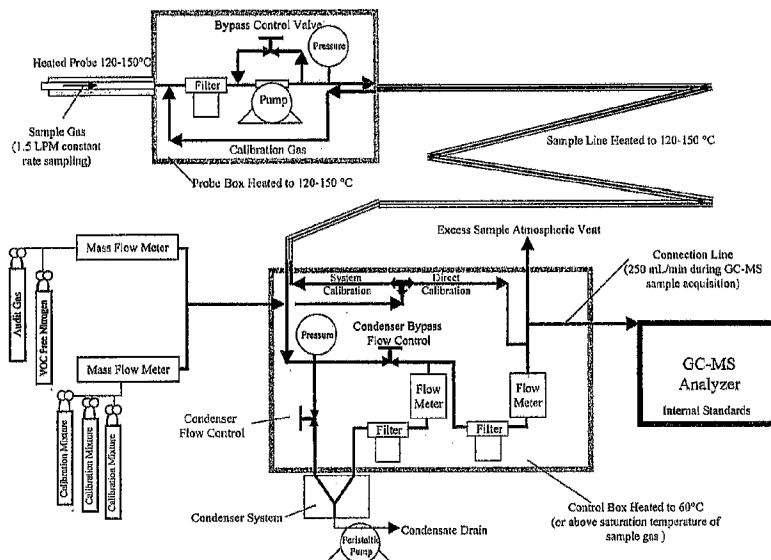 Bypass Control Valve
Pressure
Heated Probe 120-150°C
Filter
Pump
Sample Gas
(1.5 LPM constant
rate sampling)
Calibration Gas
Sample Line Heated to 120-150 °C
Probe Box Heated to 120-150 °C
Excess Sample Atmospheric Vent
Mass Flow Meter
Connection Line
(250 mL/min during GC-MS
sample acquisition)
System
Calibration
Direct
Calibration
Audit Gas
VOC Free Nitrogen
Pressure
Condenser Bypass
Flow Control
Mass Flow Meter
GC-MS
Analyzer
Internal Standards
Flow
Meter
Flow
Meter
Condenser
Flow Control
Filter
Filter
Calibration Mixture
Calibration Mixture
Calibration Mixture
Condenser System
Condensate Drain
Control Box Heated to 60°C
(or above saturation temperature of
sample gas )
Peristaltic
Pump